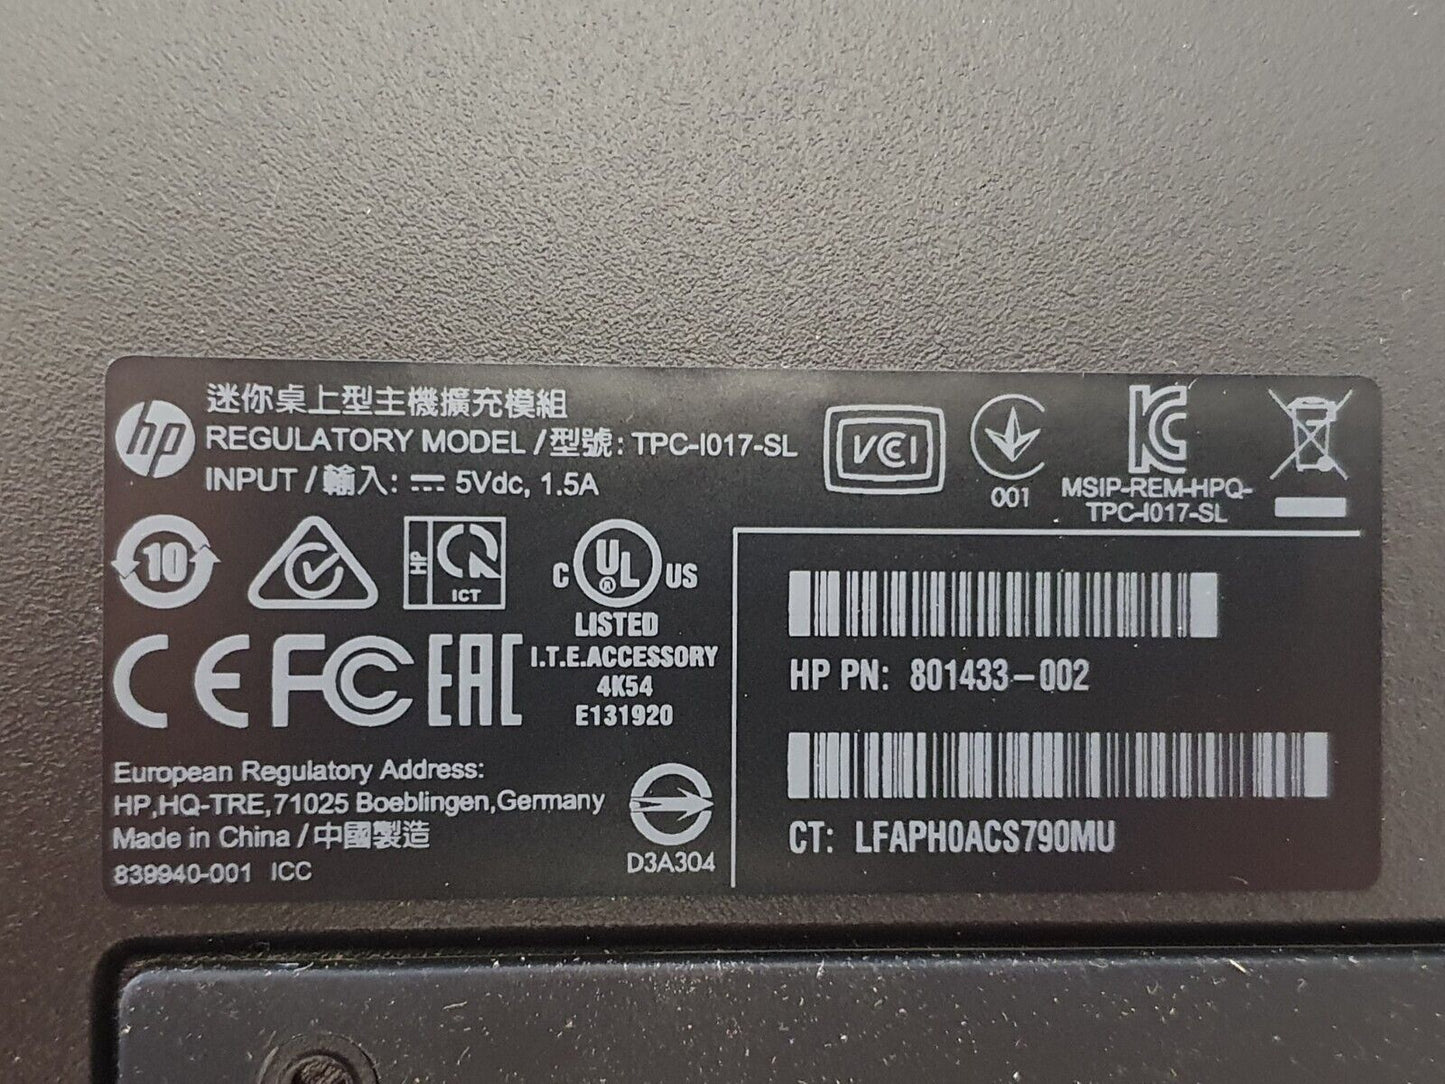 hp
迷你桌上型主機擴充模組
REGULATORY MODEL / 型號: TPC-I017-SL
INPUT / 輸入: 5Vdc, 1.5A
VCCI
001
MSIP-REM-HPQ-
TPC-I017-SL
10
HP
ICT
C UL ® US
LISTED
I.T.E.ACCESSORY
4K54
E131920
CE FC EAC
European Regulatory Address:
HP,HQ-TRE,71025 Boeblingen,Germany
Made in China / 中國製造
839940-001 ICC
D3A304
HP PN: 801433-002
CT: LFAPH0ACS790MU